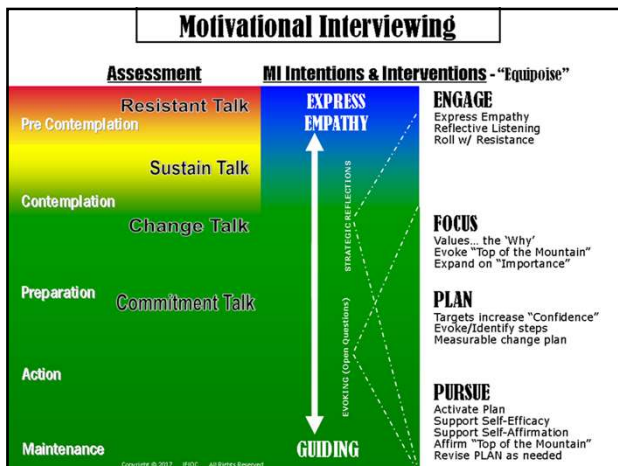 Motivational Interviewing
Assessment
MI Intentions & Interventions - “Equipoise”
Resistant Talk
Pre Contemplation
Sustain Talk
Contemplation
Change Talk
Preparation
Commitment Talk
Action
Maintenance
EXPRESS
EMPATHY
STRATEGIC REFLECTIONS
EVOKING (Open Questions)
GUIDING
ENGAGE
Express Empathy
Reflective Listening
Roll w/ Resistance
FOCUS
Values... the ‘Why’
Evoke “Top of the Mountain”
Expand on “Importance”
PLAN
Targets increase “Confidence”
Evoke/Identify steps
Measurable change plan
PURSUE
Activate Plan
Support Self-Efficacy
Support Self-Affirmation
Affirm “Top of the Mountain”
Revise PLAN as needed
Copyright © 2012 IFIOC All Rights Reserved